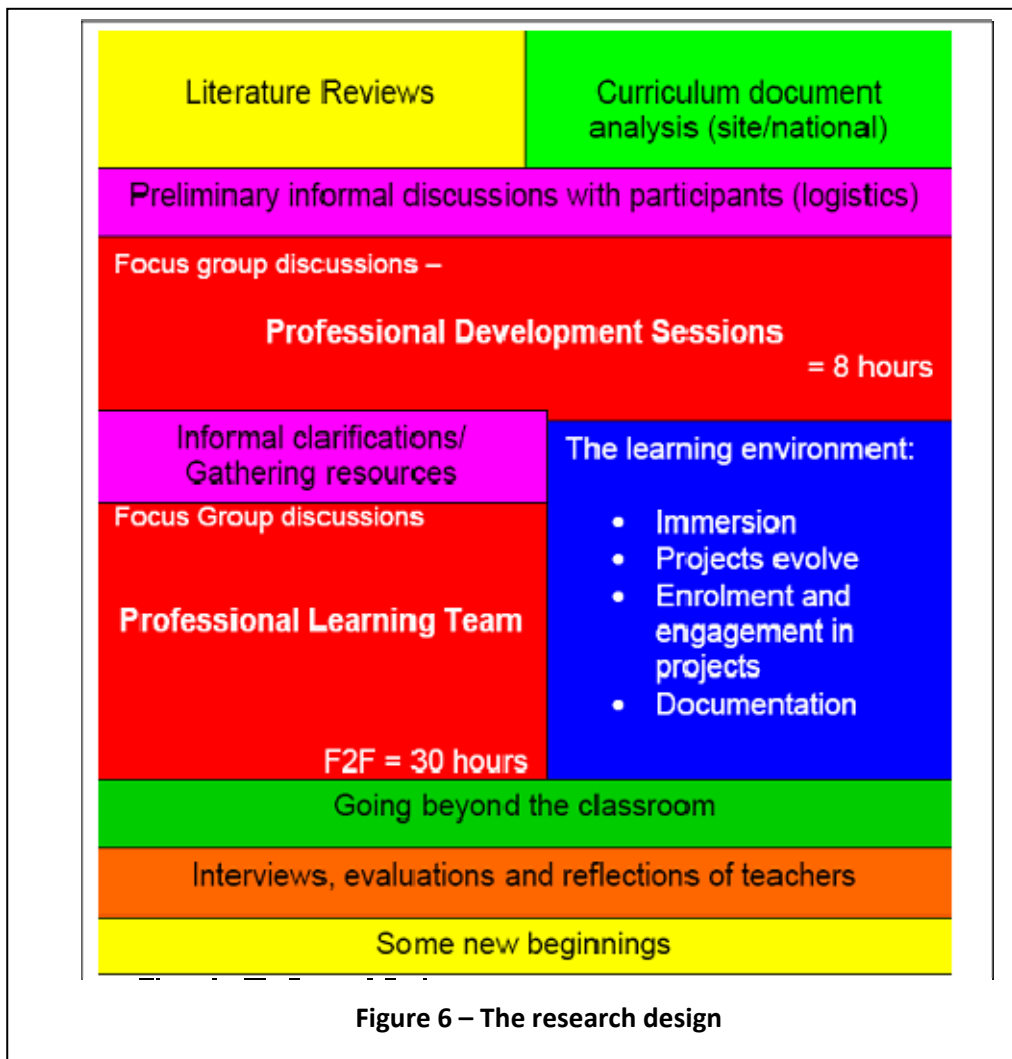 Literature Reviews
Curriculum document
analysis (site/national)
Preliminary informal discussions with participants (logistics)
Focus group discussions –
Professional Development Sessions
= 8 hours
Informal clarifications/
Gathering resources
Focus Group discussions
Professional Learning Team
F2F = 30 hours
The learning environment:
• Immersion
• Projects evolve
• Enrolment and
engagement in
projects
• Documentation
Going beyond the classroom
Interviews, evaluations and reflections of teachers
Some new beginnings
Figure 6 – The research design